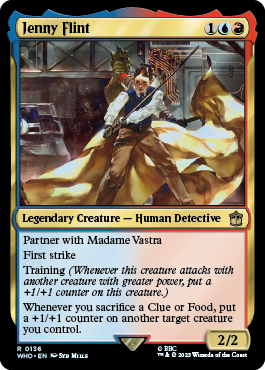 Jenny Flint 1
Legendary Creature — Human Detective
Partner with Madame Vastra
First strike
Training (Whenever this creature attacks with
another creature with greater power, put a
+1/+1 counter on this creature.)
Whenever you sacrifice a Clue or Food, put
a +1/+1 counter on another target creature
you control.
2/2
R 0136
WHO • EN Syd Mills
© BBC
™ & © 2023 Wizards of the Coast